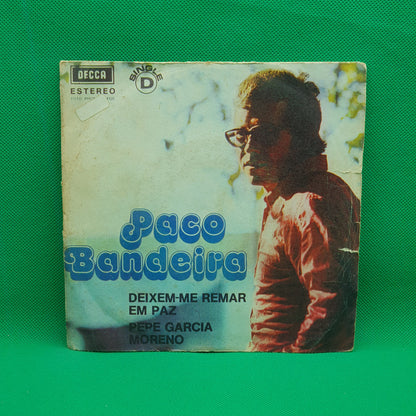 DECCA
ESTEREO
SINGLE
D
Paco
Bandeira
DEIXEM-ME REMAR
EM PAZ
PEPE GARCIA
MORENO